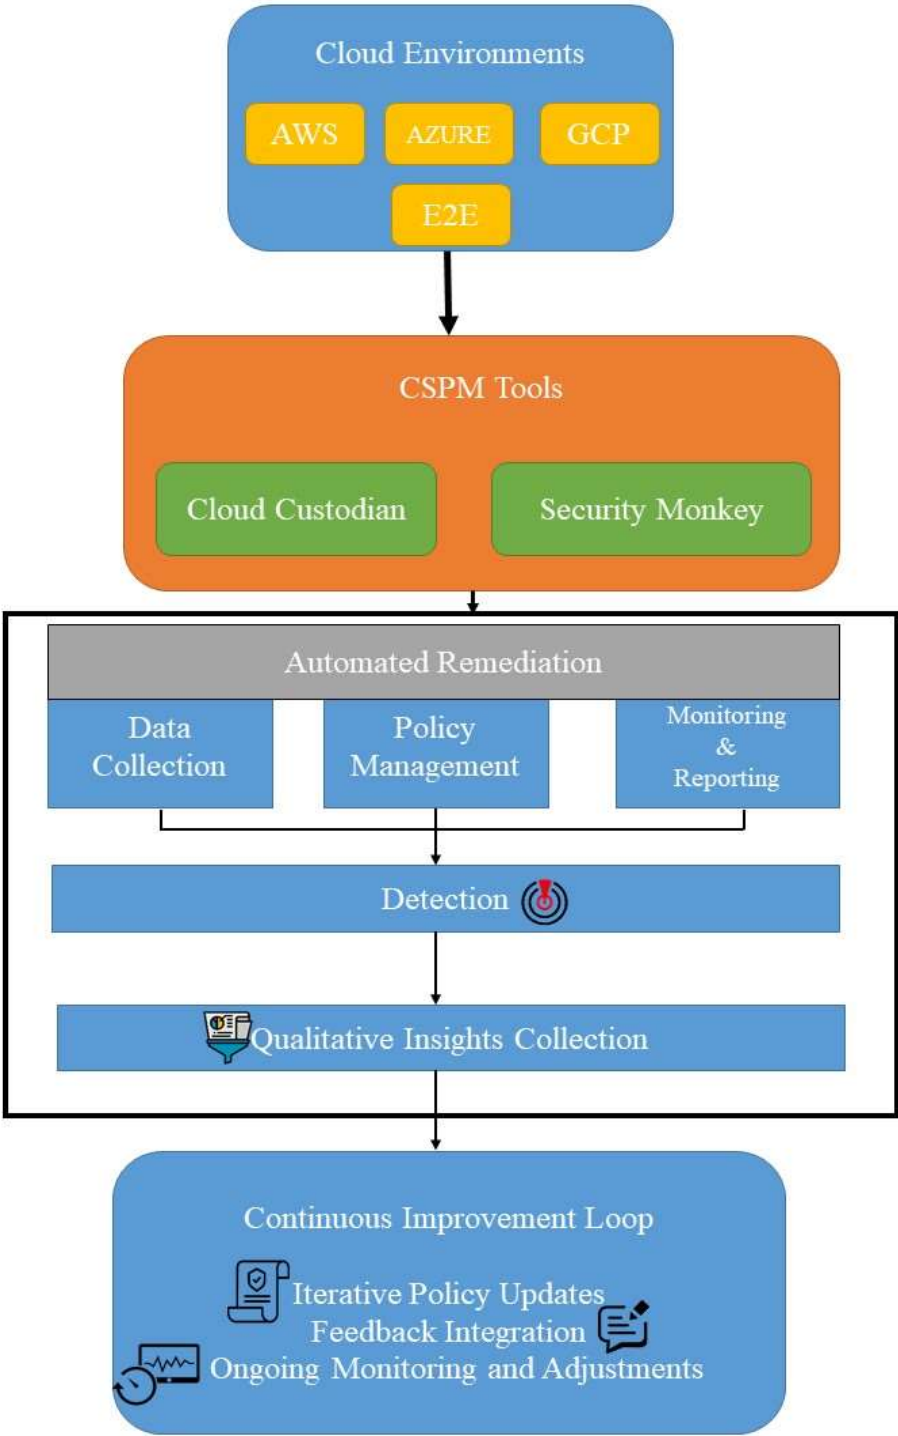 Cloud Environments
AWS
AZURE
GCP
E2E
CSPM Tools
Cloud Custodian
Security Monkey
Automated Remediation
Data
Collection
Policy
Management
Monitoring
&
Reporting
Detection
Qualitative Insights Collection
Continuous Improvement Loop
Iterative Policy Updates
Feedback Integration
Ongoing Monitoring and Adjustments